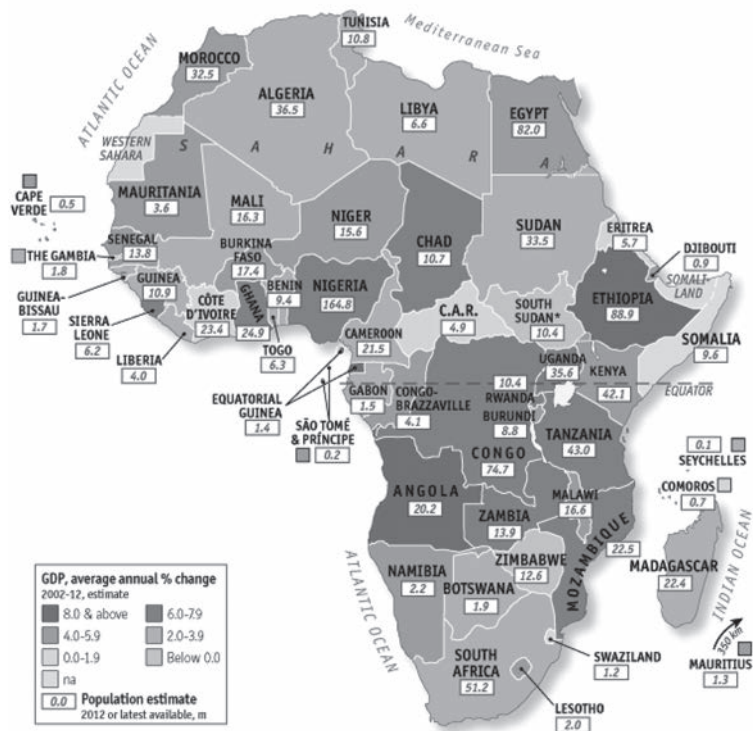 TUNISIA
10.8
Mediterranean Sea
ATLANTIC OCEAN
MOROCCO
32.5
ALGERIA
36.5
LIBYA
6.6
EGYPT
82.0
WESTERN
SAHARA
S A H A R A
CAPE
VERDE
0.5
MAURITANIA
3.6
MALI
16.3
NIGER
15.6
CHAD
10.7
SUDAN
33.5
ERITREA
5.7
DJIBOUTI
0.9
SENEGAL
13.8
THE GAMBIA
1.8
BURKINA
FASO
17.4
GUINEA
10.9
BENIN
9.4
NIGERIA
164.8
SOMALI-
LAND
ETHIOPIA
88.9
GUINEA-
BISSAU
1.7
CÔTE
D'IVOIRE
23.4
GHANA
24.9
C.A.R.
4.9
SOUTH
SUDAN*
10.4
SOMALIA
9.6
SIERRA
LEONE
6.2
LIBERIA
4.0
TOGO
6.3
CAMEROON
21.5
UGANDA
35.6
KENYA
42.1
EQUATORIAL
GUINEA
1.4
GABON
1.5
CONGO-
BRAZZAVILLE
4.1
10.4
RWANDA
BURUNDI
8.8
EQUATOR
SÃO TOMÉ
& PRÍNCIPE
0.2
CONGO
74.7
TANZANIA
43.0
0.1
SEYCHELLES
COMOROS
0.7
ANGOLA
20.2
MALAWI
16.6
ZAMBIA
13.9
MOZAMBIQUE
22.5
MADAGASCAR
22.4
INDIAN OCEAN
ATLANTIC OCEAN
NAMIBIA
2.2
ZIMBABWE
12.6
BOTSWANA
1.9
350 km
MAURITIUS
1.3
SOUTH
AFRICA
51.2
SWAZILAND
1.2
LESOTHO
2.0
GDP, average annual % change
2002-12, estimate
8.0 & above
6.0-7.9
4.0-5.9
2.0-3.9
0.0-1.9
Below 0.0
na
0.0 Population estimate
2012 or latest available, m